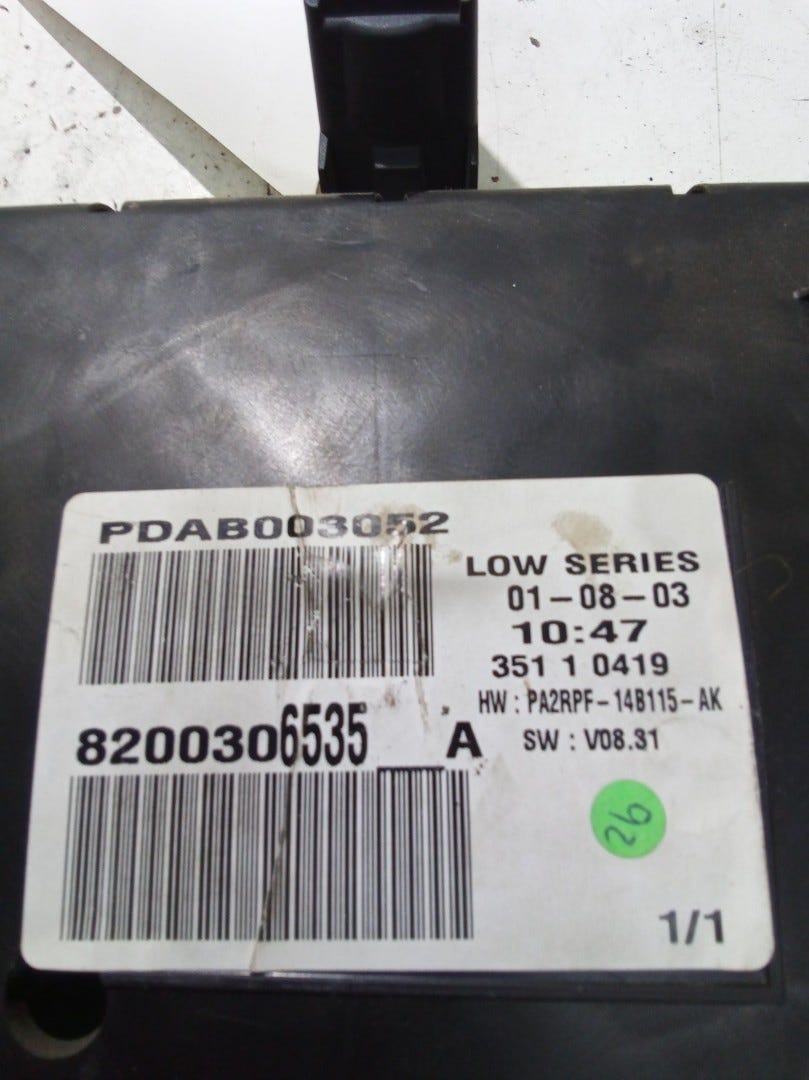 PDAB003052
LOW SERIES
01-08-03
10:47
351 1 0419
HW : PA2RPF-14B115-AK
8200306535__A
SW : V08.31
26
1/1